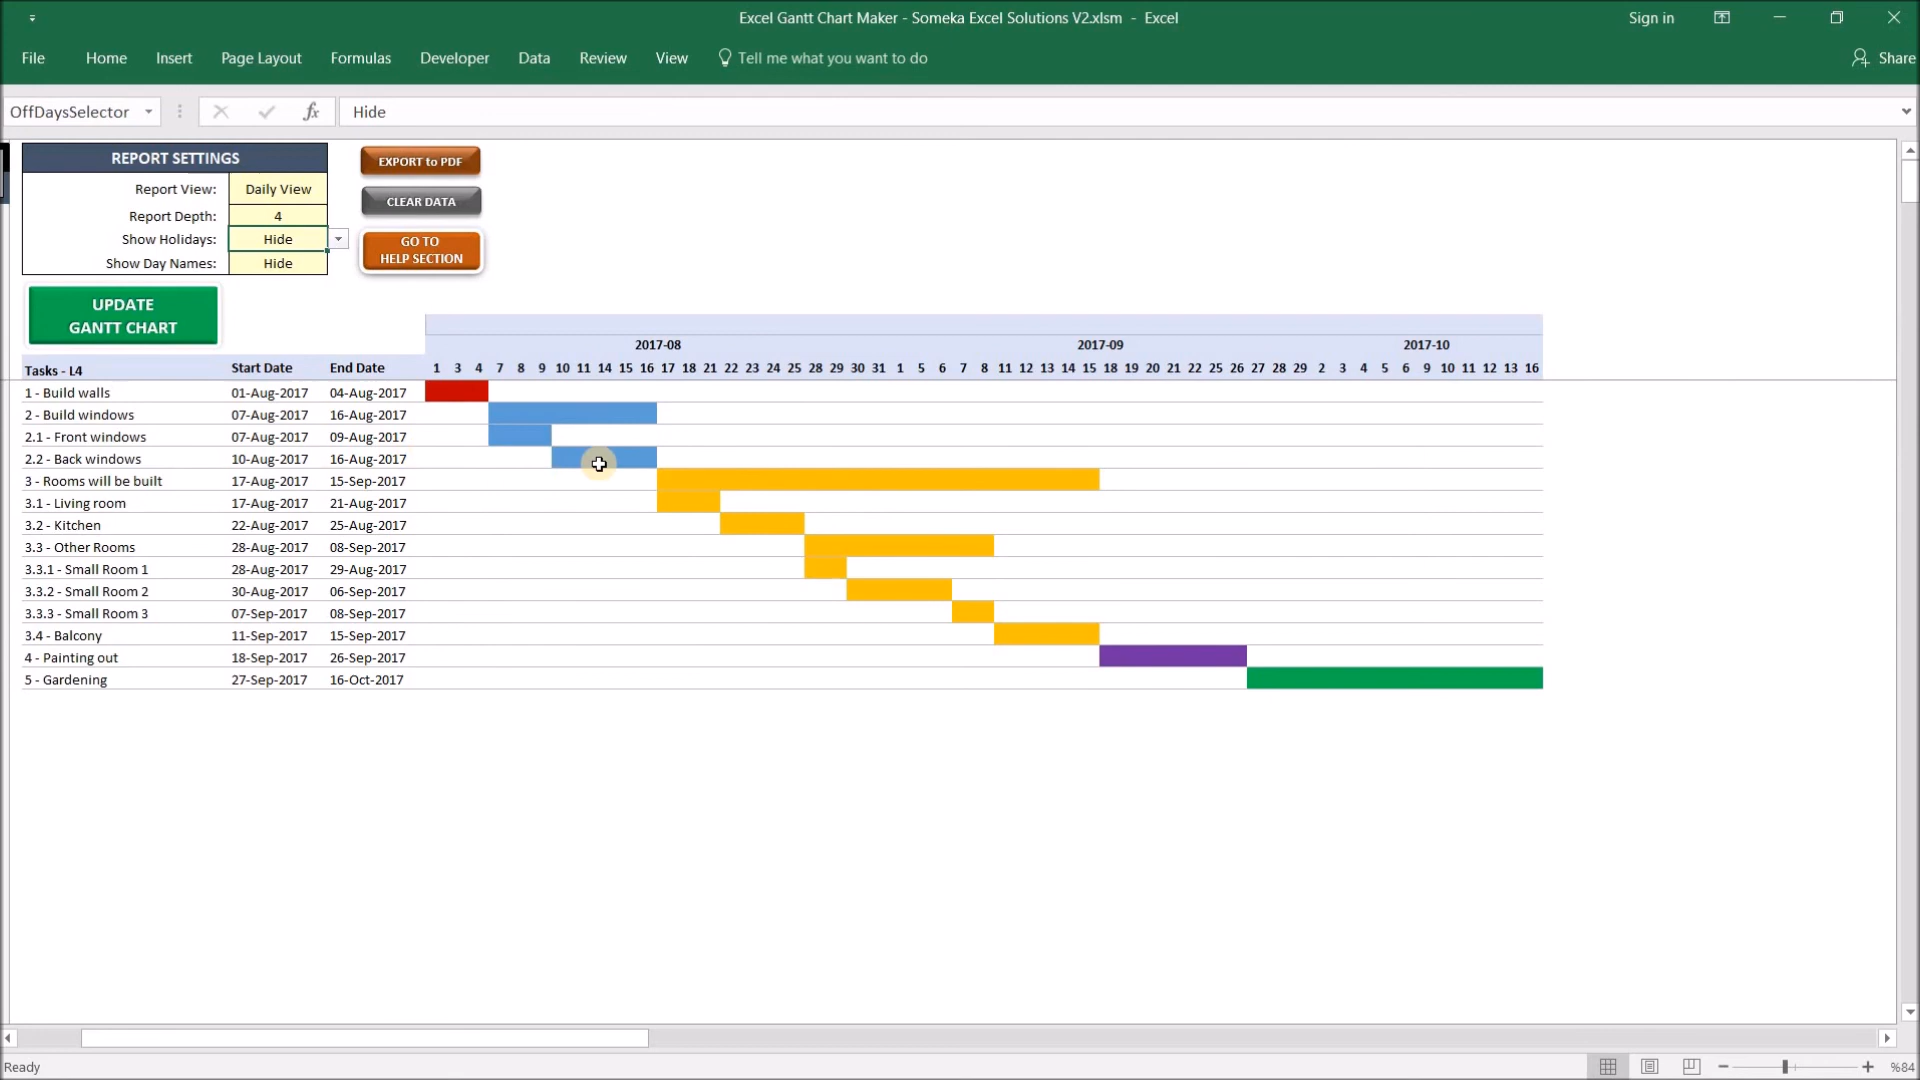 Excel Gantt Chart Maker - Someka Excel Solutions V2.xlsm - Excel
Sign in
File Home Insert Page Layout Formulas Developer Data Review View Tell me what you want to do Share
OffDaysSelector fx Hide
REPORT SETTINGS
Report View: Daily View
Report Depth: 4
Show Holidays: Hide
Show Day Names: Hide
EXPORT to PDF
CLEAR DATA
GO TO
HELP SECTION
UPDATE
GANTT CHART
2017-08 2017-09 2017-10
Tasks - L4 Start Date End Date 1 3 4 7 8 9 10 11 14 15 16 17 18 21 22 23 24 25 28 29 30 31 1 5 6 7 8 11 12 13 14 15 18 19 20 21 22 25 26 27 28 29 2 3 4 5 6 9 10 11 12 13 16
1 - Build walls 01-Aug-2017 04-Aug-2017
2 - Build windows 07-Aug-2017 16-Aug-2017
2.1 - Front windows 07-Aug-2017 09-Aug-2017
2.2 - Back windows 10-Aug-2017 16-Aug-2017
3 - Rooms will be built 17-Aug-2017 15-Sep-2017
3.1 - Living room 17-Aug-2017 21-Aug-2017
3.2 - Kitchen 22-Aug-2017 25-Aug-2017
3.3 - Other Rooms 28-Aug-2017 08-Sep-2017
3.3.1 - Small Room 1 28-Aug-2017 29-Aug-2017
3.3.2 - Small Room 2 30-Aug-2017 06-Sep-2017
3.3.3 - Small Room 3 07-Sep-2017 08-Sep-2017
3.4 - Balcony 11-Sep-2017 15-Sep-2017
4 - Painting out 18-Sep-2017 26-Sep-2017
5 - Gardening 27-Sep-2017 16-Oct-2017
Ready %84